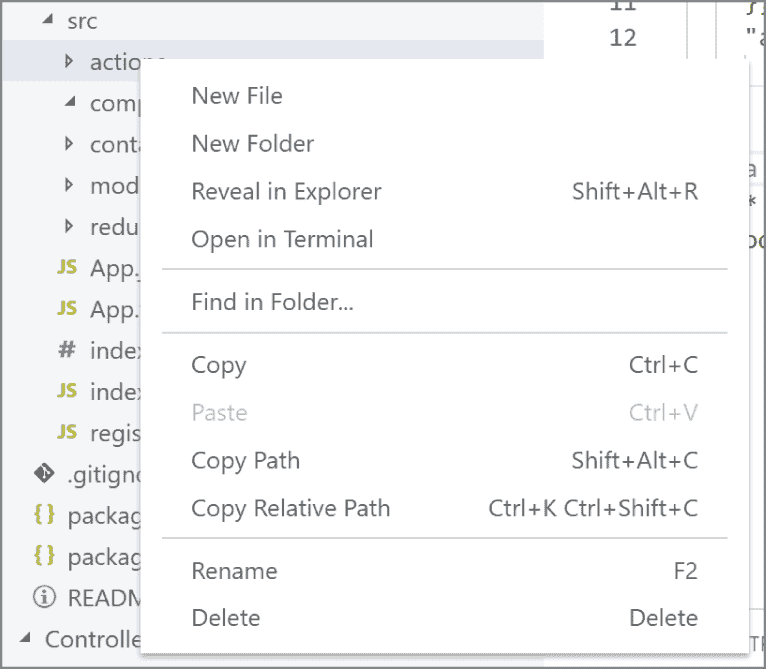 src
11
12
"a
actions
New File
New Folder
Reveal in Explorer Shift+Alt+R
Open in Terminal
Find in Folder...
Copy Ctrl+C
Paste Ctrl+V
Copy Path Shift+Alt+C
Copy Relative Path Ctrl+K Ctrl+Shift+C
Rename F2
Delete Delete
comp
conta
mod
redu
App.
App.
# index
index
regis
.gitigno
packag
packag
READM
Controlle
JS
JS
JS
JS
{}
{}